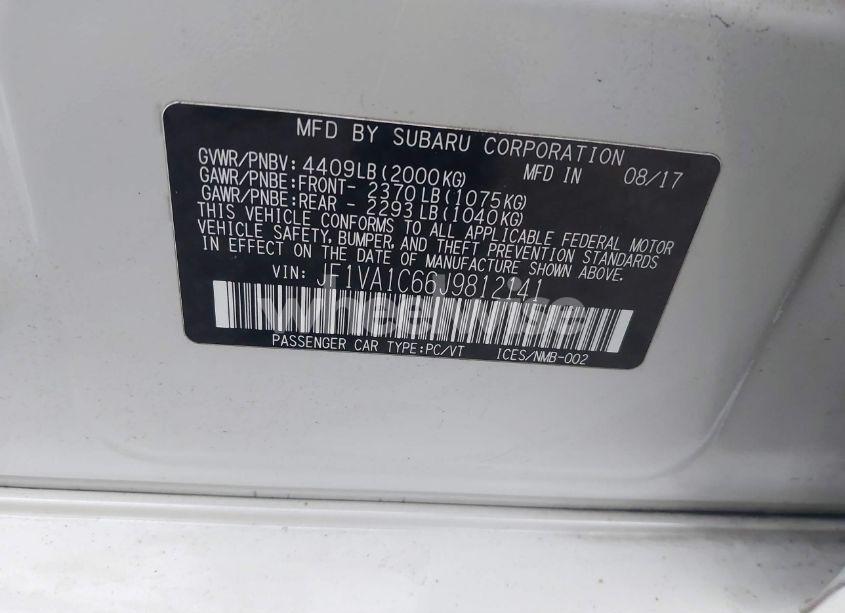 MFD BY SUBARU CORPORATION
GVWR/PNBV: 4409LB(2000KG) MFD IN 08/17
GAWR/PNBE:FRONT- 2370LB(1075KG)
GAWR/PNBE:REAR - 2293LB(1040KG)
THIS VEHICLE CONFORMS TO ALL APPLICABLE FEDERAL MOTOR
VEHICLE SAFETY, BUMPER, AND THEFT PREVENTION STANDARDS
IN EFFECT ON THE DATE OF MANUFACTURE SHOWN ABOVE.
VIN: JF1VA1C66J9812141
wheelwise
PASSENGER CAR TYPE:PC/VT ICES/NMB-002